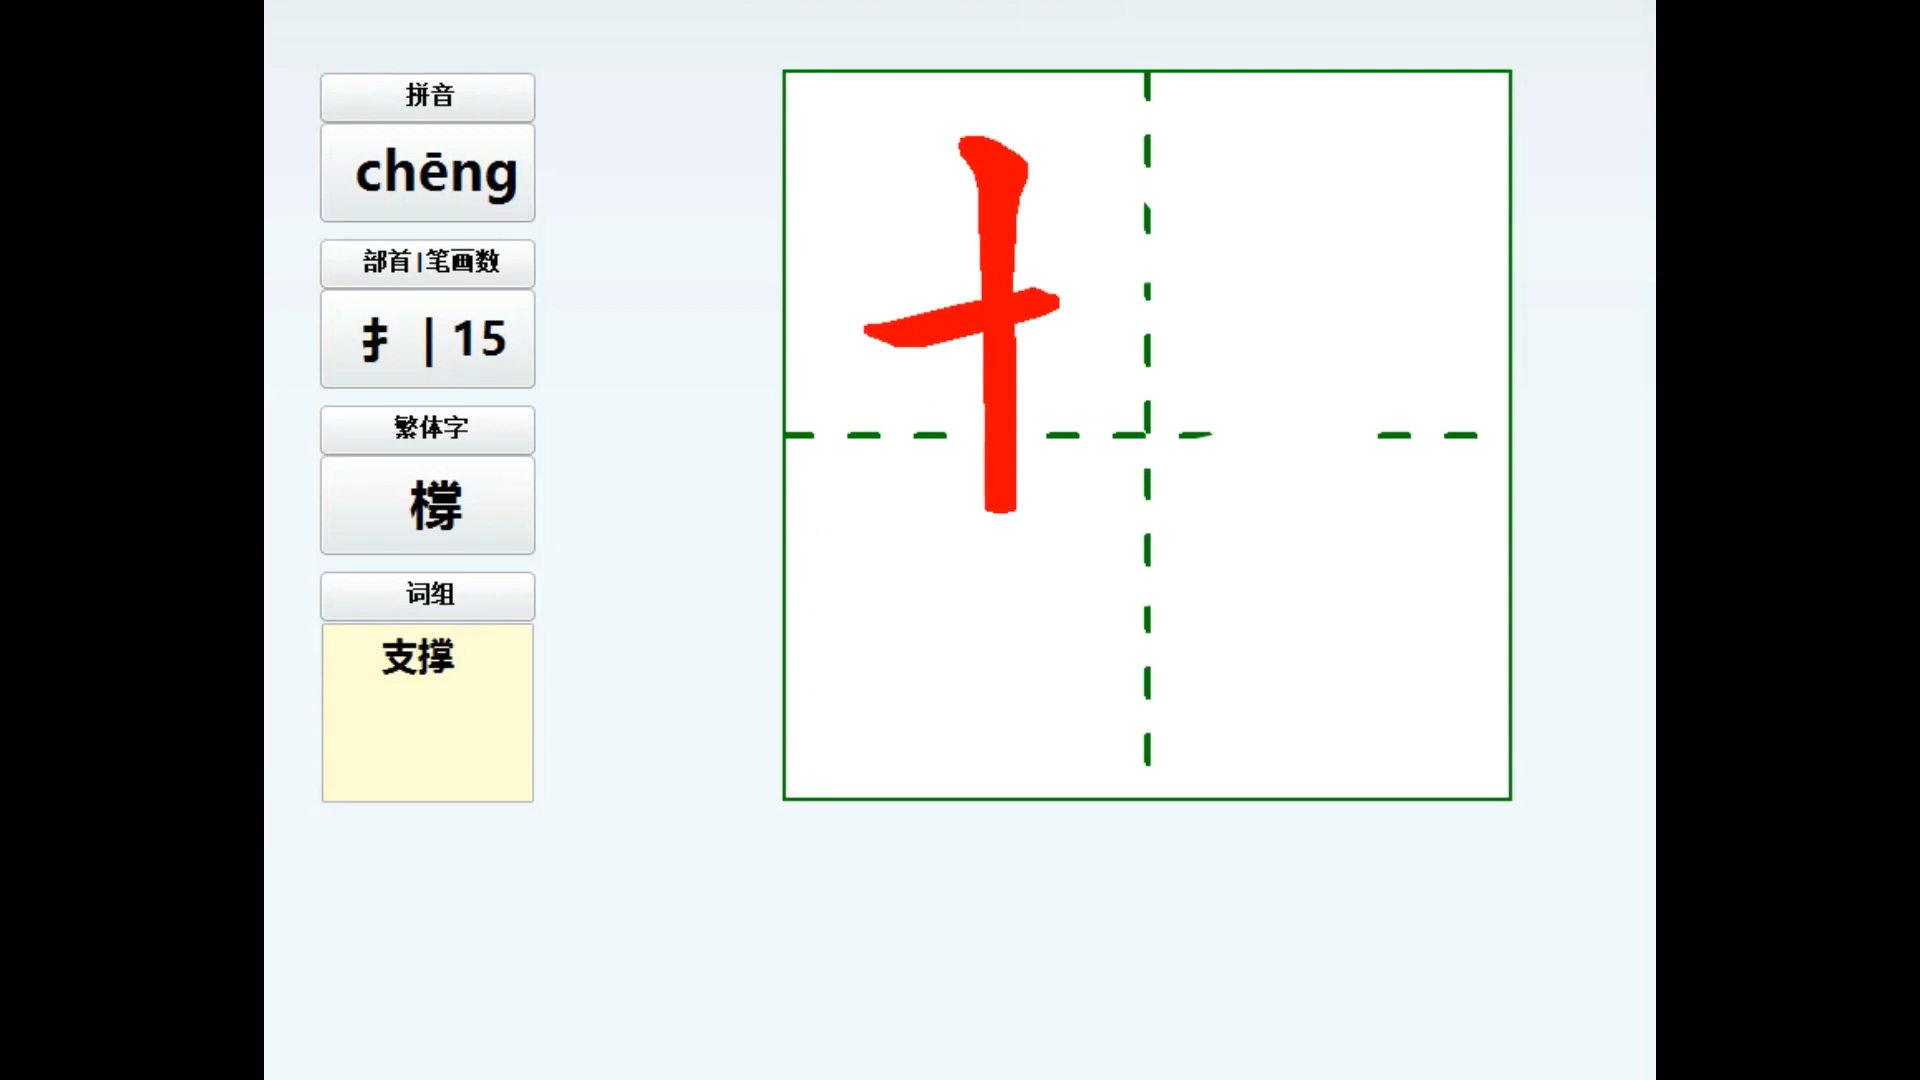 拼音
chēng
部首|笔画数
扌 | 15
繁体字
橕
词组
支撑